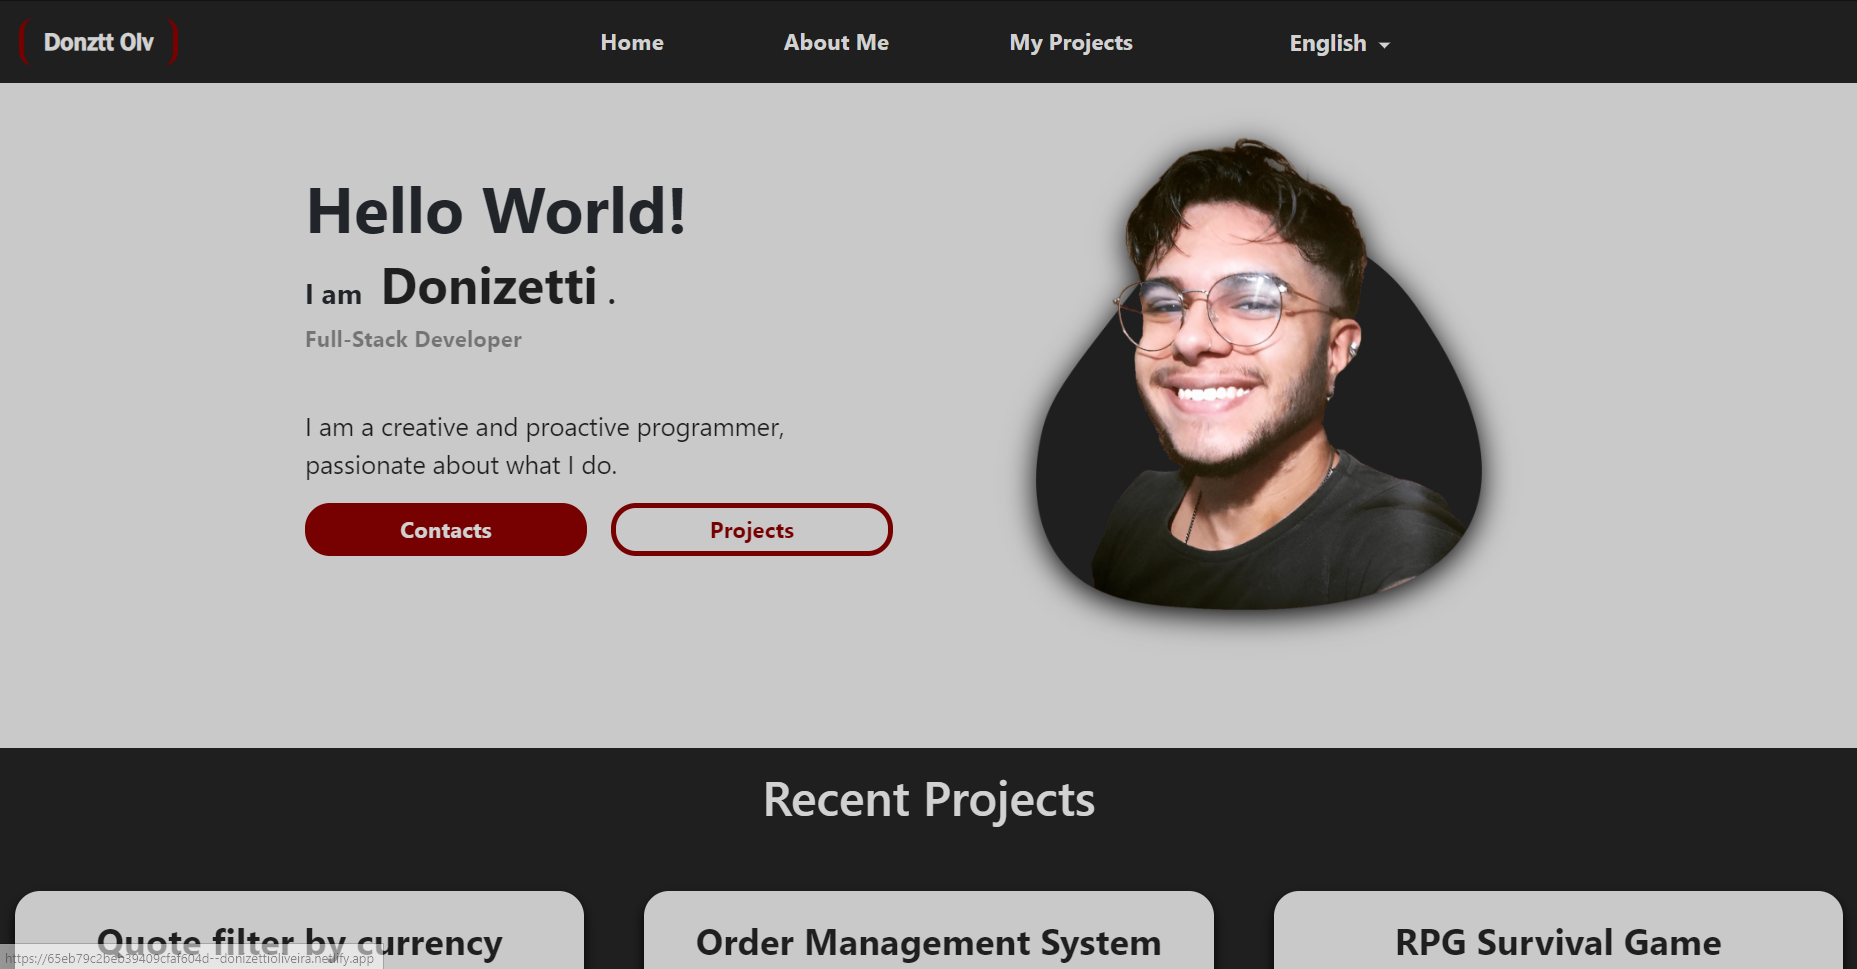 Donztt Olv
Home
About Me
My Projects
English
Hello World!
I am Donizetti .
Full-Stack Developer
I am a creative and proactive programmer,
passionate about what I do.
Contacts
Projects
Recent Projects
Quote filter by currency
Order Management System
RPG Survival Game
https://65eb79c2beb39409cfaf604d--donizettioliveira.netlify.app